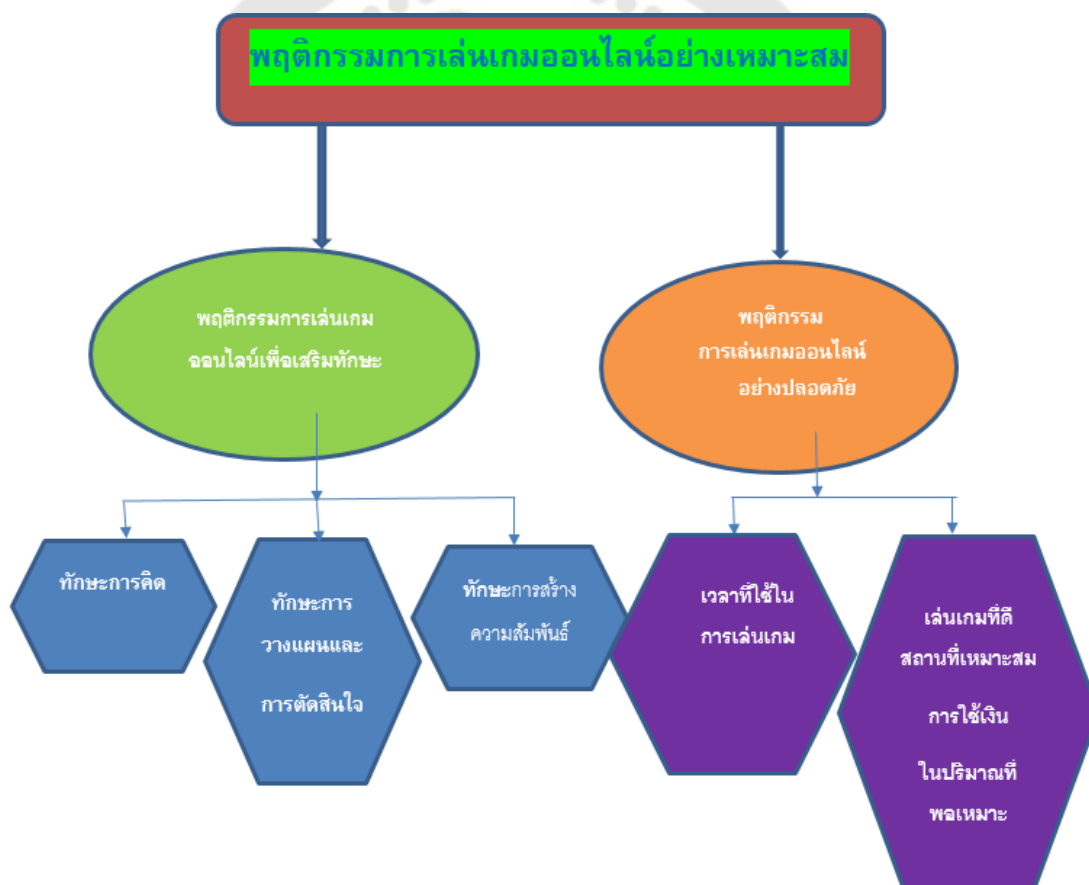 พฤติกรรมการเล่นเกมออนไลน์อย่างเหมาะสม
พฤติกรรมการเล่นเกม
ออนไลน์เพื่อเสริมทักษะ
พฤติกรรม
การเล่นเกมออนไลน์
อย่างปลอดภัย
ทักษะการคิด
ทักษะการ
วางแผนและ
การตัดสินใจ
ทักษะการสร้าง
ความสัมพันธ์
เวลาที่ใช้ใน
การเล่นเกม
เล่นเกมที่ดี
สถานที่เหมาะสม
การใช้เงิน
ในปริมาณที่
พอเหมาะ